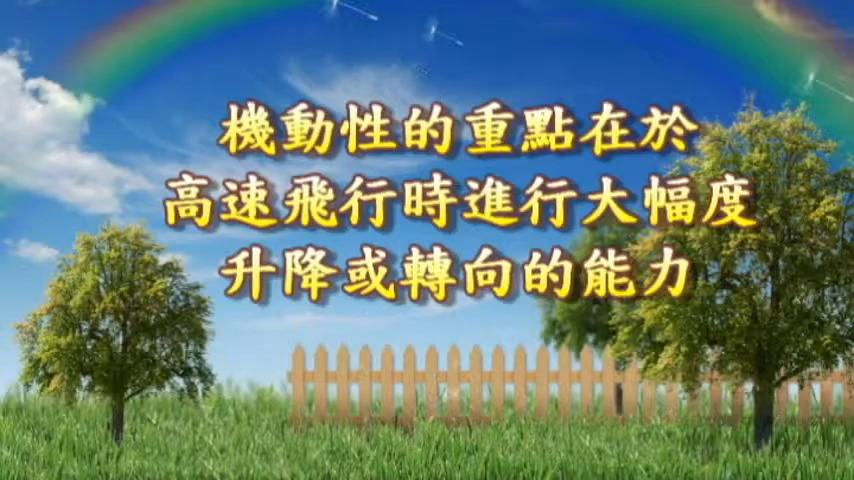 機動性的重點在於
高速飛行時進行大幅度
升降或轉向的能力